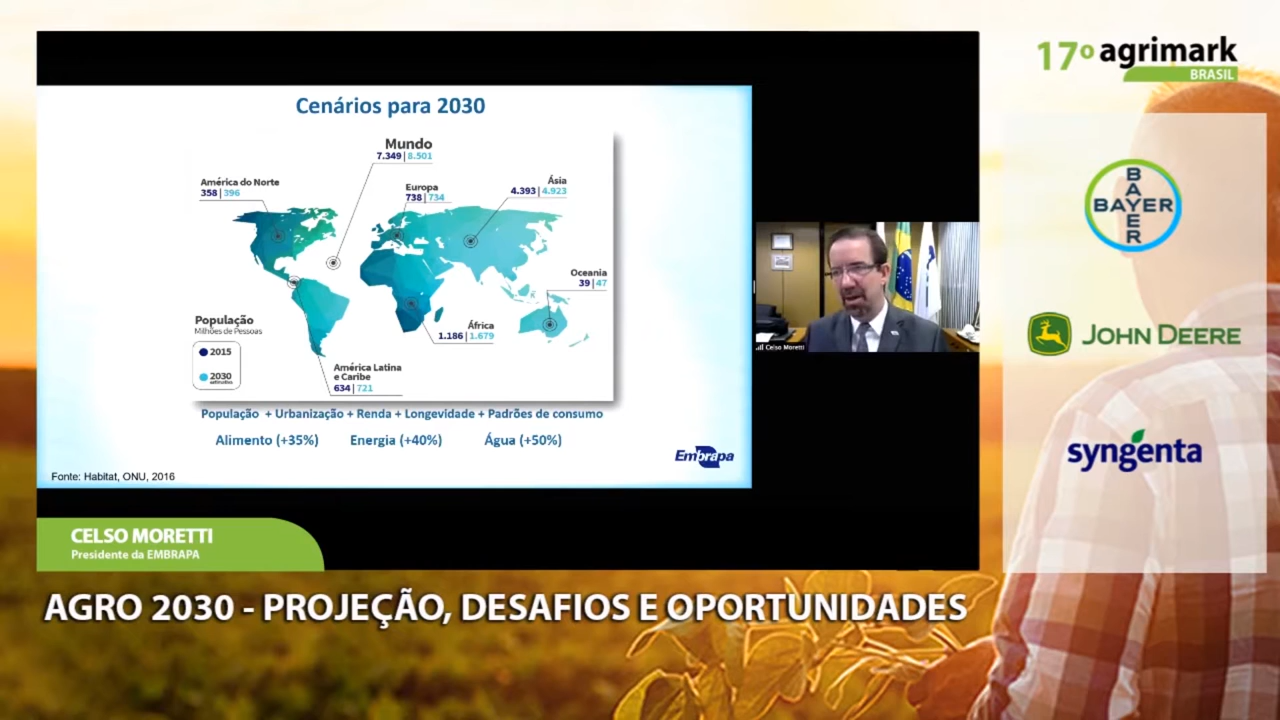 17º agrimark
BRASIL
Cenários para 2030
Mundo
7.349 | 8.501
América do Norte
358 | 396
Europa
738 | 734
Ásia
4.393 | 4.923
Oceania
39 | 47
África
1.186 | 1.679
População
Milhões de Pessoas
2015
2030
estimativa
América Latina
e Caribe
634 | 721
População + Urbanização + Renda + Longevidade + Padrões de consumo
Alimento (+35%) Energia (+40%) Água (+50%)
Embrapa
Fonte: Habitat, ONU, 2016
Celso Moretti
BAYER
BAYER
JOHN DEERE
syngenta
CELSO MORETTI
Presidente da EMBRAPA
AGRO 2030 - PROJEÇÃO, DESAFIOS E OPORTUNIDADES